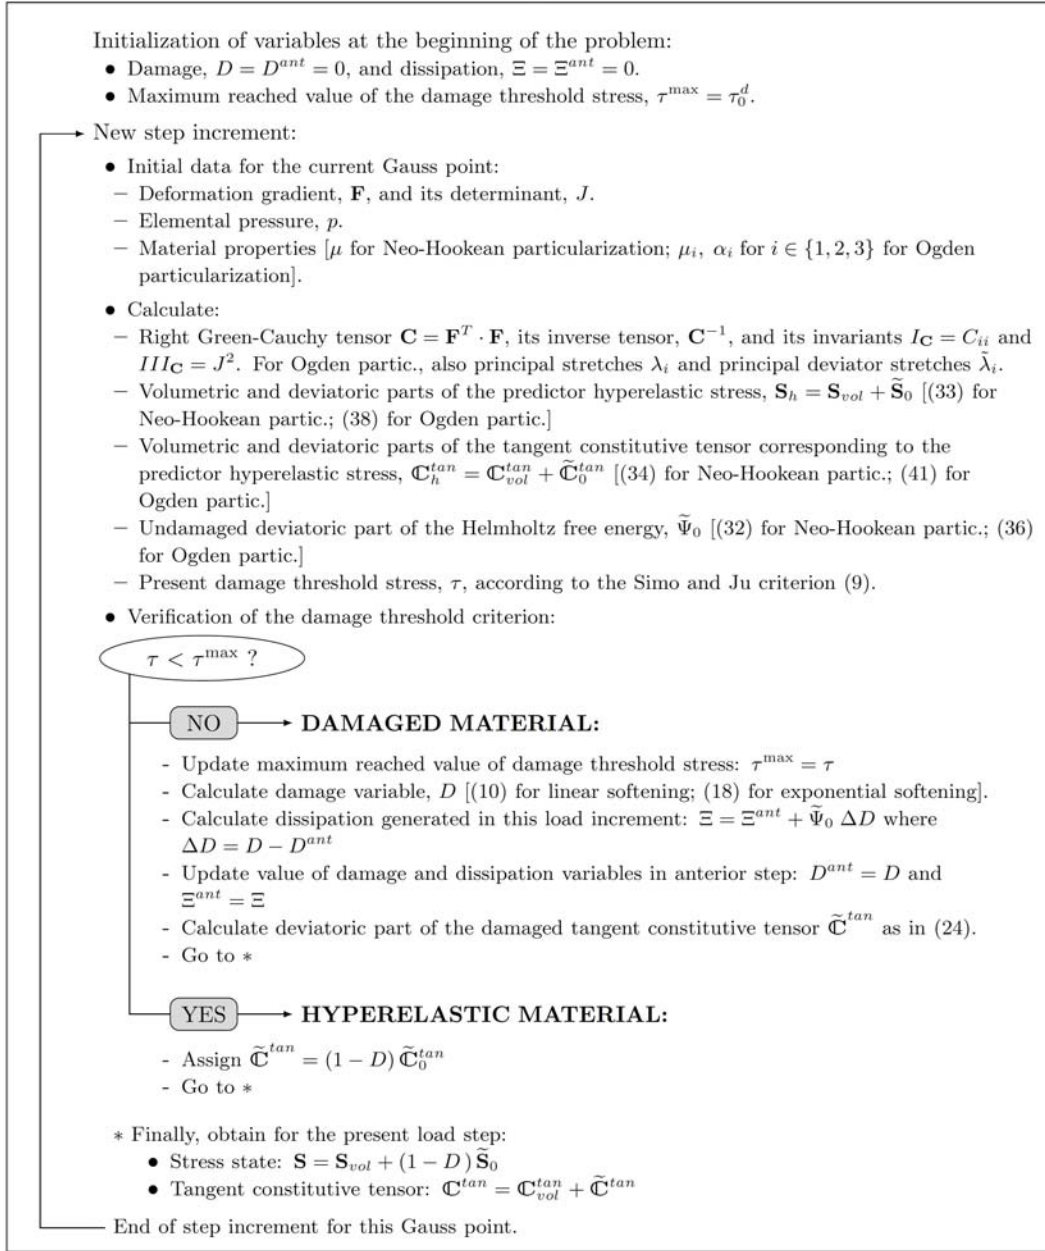 Initialization of variables at the beginning of the problem:
• Damage, D = D^{ant} = 0, and dissipation, Ξ = Ξ^{ant} = 0.
• Maximum reached value of the damage threshold stress, τ^{max} = τ_0^d.
New step increment:
• Initial data for the current Gauss point:
− Deformation gradient, F, and its determinant, J.
− Elemental pressure, p.
− Material properties [μ for Neo-Hookean particularization; μ_i, α_i for i ∈ {1, 2, 3} for Ogden
particularization].
• Calculate:
− Right Green-Cauchy tensor C = F^T · F, its inverse tensor, C^{−1}, and its invariants I_C = C_{ii} and
III_C = J^2. For Ogden partic., also principal stretches λ_i and principal deviator stretches λ̃_i.
− Volumetric and deviatoric parts of the predictor hyperelastic stress, S_h = S_{vol} + S̃_0 [(33) for
Neo-Hookean partic.; (38) for Ogden partic.]
− Volumetric and deviatoric parts of the tangent constitutive tensor corresponding to the
predictor hyperelastic stress, ℂ_h^{tan} = ℂ_{vol}^{tan} + ℂ̃_0^{tan} [(34) for Neo-Hookean partic.; (41) for
Ogden partic.]
− Undamaged deviatoric part of the Helmholtz free energy, Ψ̃_0 [(32) for Neo-Hookean partic.; (36)
for Ogden partic.]
− Present damage threshold stress, τ, according to the Simo and Ju criterion (9).
• Verification of the damage threshold criterion:
τ < τ^{max} ?
NO → DAMAGED MATERIAL:
- Update maximum reached value of damage threshold stress: τ^{max} = τ
- Calculate damage variable, D [(10) for linear softening; (18) for exponential softening].
- Calculate dissipation generated in this load increment: Ξ = Ξ^{ant} + Ψ̃_0 ΔD where
ΔD = D − D^{ant}
- Update value of damage and dissipation variables in anterior step: D^{ant} = D and
Ξ^{ant} = Ξ
- Calculate deviatoric part of the damaged tangent constitutive tensor ℂ̃^{tan} as in (24).
- Go to *
YES → HYPERELASTIC MATERIAL:
- Assign ℂ̃^{tan} = (1 − D) ℂ̃_0^{tan}
- Go to *
* Finally, obtain for the present load step:
• Stress state: S = S_{vol} + (1 − D) S̃_0
• Tangent constitutive tensor: ℂ^{tan} = ℂ_{vol}^{tan} + ℂ̃^{tan}
End of step increment for this Gauss point.